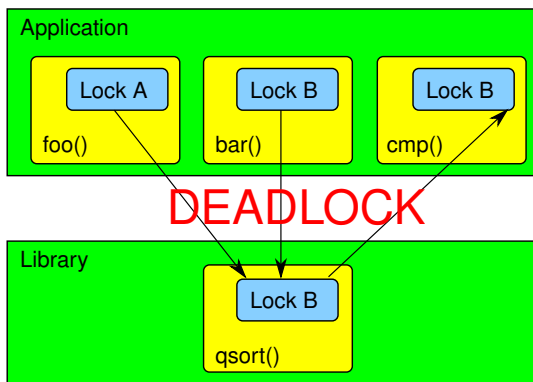 Application
Lock A
Lock B
Lock B
foo()
bar()
cmp()
DEADLOCK
Library
Lock B
qsort()